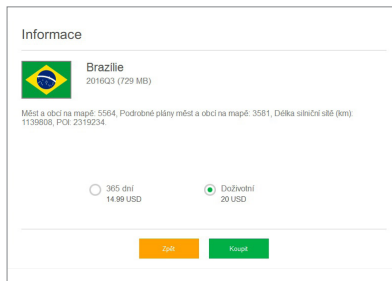 Informace
Brazílie
2016Q3 (729 MB)
Měst a obcí na mapě: 5564, Podrobné plány měst a obcí na mapě: 3581, Délka silniční sítě (km):
1139808, POI: 2319234.
365 dní
14.99 USD
Doživotní
20 USD
Zpět
Koupit